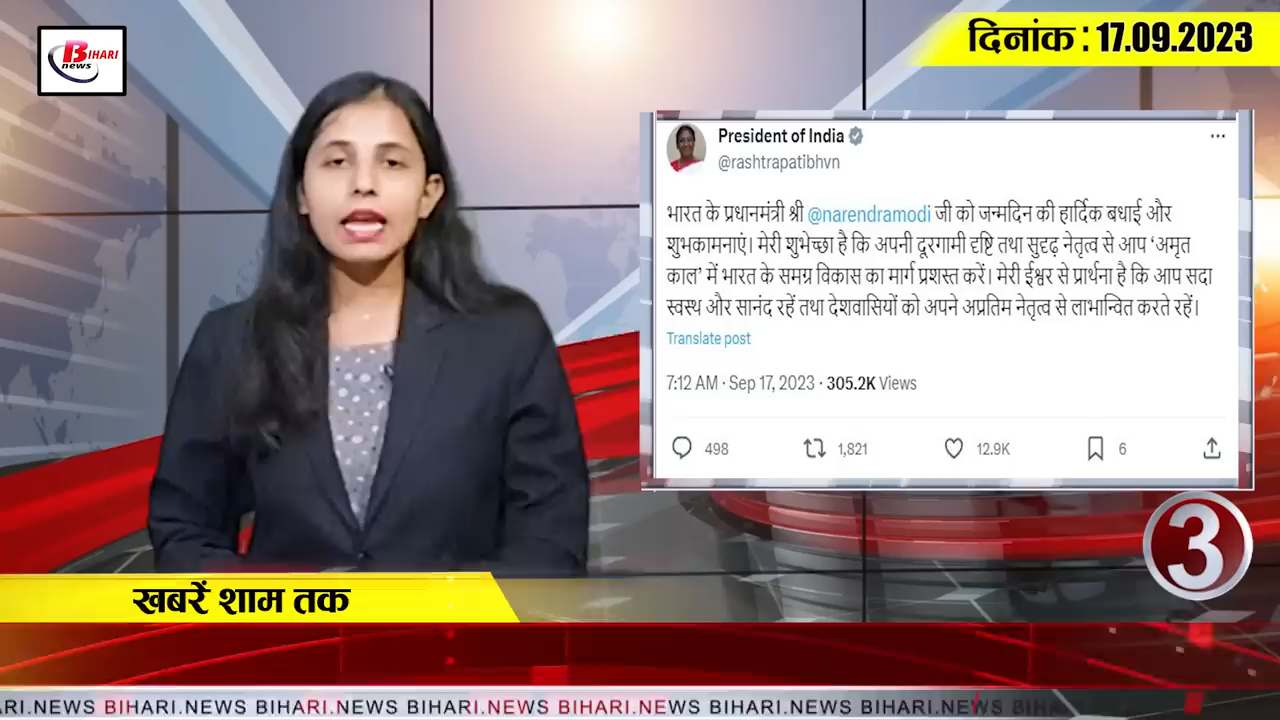 BIHARI
news
दिनांक : 17.09.2023
President of India
@rashtrapatibhvn
भारत के प्रधानमंत्री श्री @narendramodi जी को जन्मदिन की हार्दिक बधाई और
शुभकामनाएं। मेरी शुभेच्छा है कि अपनी दूरगामी दृष्टि तथा सुदृढ़ नेतृत्व से आप ‘अमृत
काल’ में भारत के समग्र विकास का मार्ग प्रशस्त करें। मेरी ईश्वर से प्रार्थना है कि आप सदा
स्वस्थ और सानंद रहें तथा देशवासियों को अपने अप्रतिम नेतृत्व से लाभान्वित करते रहें।
Translate post
7:12 AM · Sep 17, 2023 · 305.2K Views
498 1,821 12.9K 6
3
खबरें शाम तक
ARI.NEWS BIHARI.NEWS BIHARI.NEWS BIHARI.NEWS BIHARI.NEWS BIHARI.NEWS BIHARI.NEWS BIHA